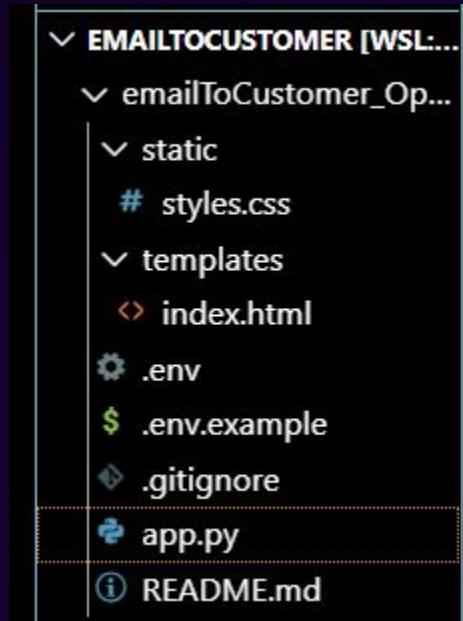 EMAILTOCUSTOMER [WSL:...
emailToCustomer_Op...
static
# styles.css
templates
<> index.html
.env
$ .env.example
.gitignore
app.py
README.md